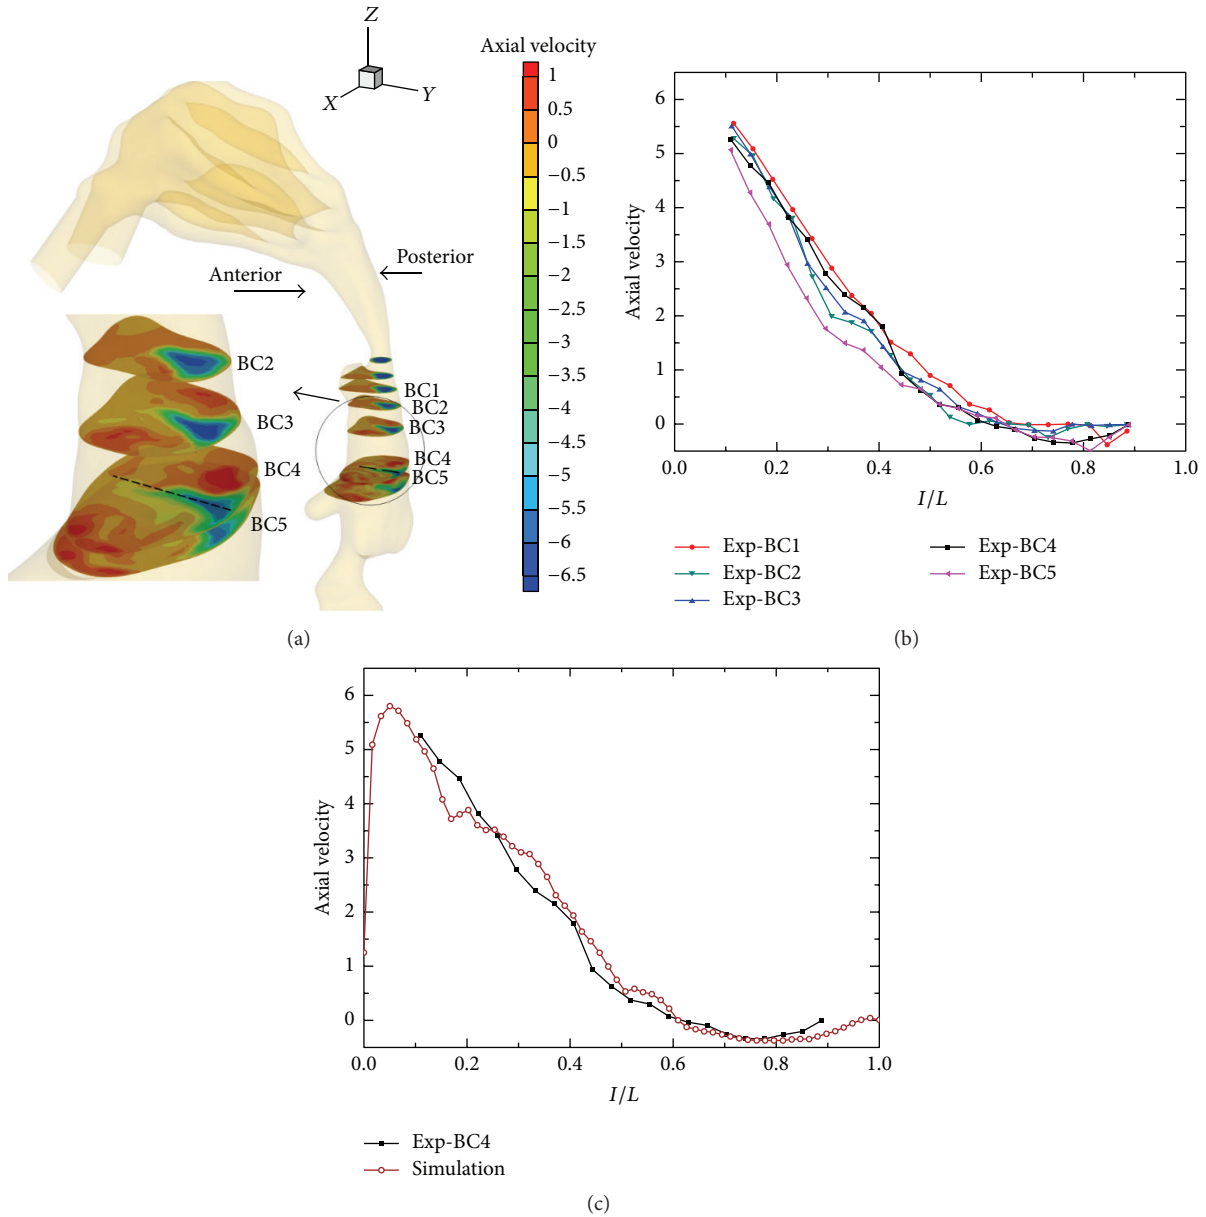 Z
X
Y
Axial velocity
1
0.5
0
−0.5
−1
−1.5
−2
−2.5
−3
−3.5
−4
−4.5
−5
−5.5
−6
−6.5
Anterior
Posterior
BC2
BC3
BC4
BC5
BC1
BC2
BC3
BC4
BC5
(a)
Axial velocity
6
5
4
3
2
1
0
0.0 0.2 0.4 0.6 0.8 1.0
I/L
Exp-BC1
Exp-BC2
Exp-BC3
Exp-BC4
Exp-BC5
(b)
Axial velocity
6
5
4
3
2
1
0
0.0 0.2 0.4 0.6 0.8 1.0
I/L
Exp-BC4
Simulation
(c)